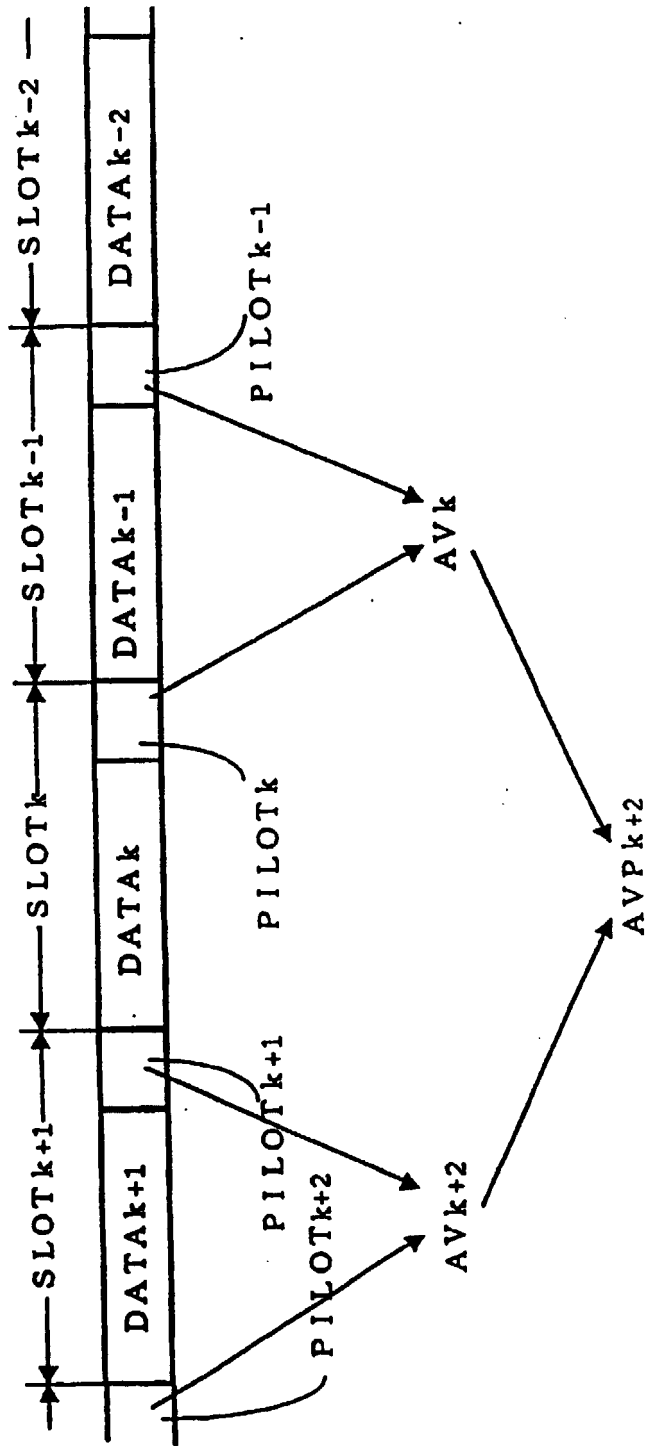 SLOTk+1
SLOTk
SLOTk-1
SLOTk-2
DATAk+1
DATAk
DATAk-1
DATAk-2
PILOTk+2
PILOTk+1
PILOTk
PILOTk-1
AVk+2
AVk
AVPk+2